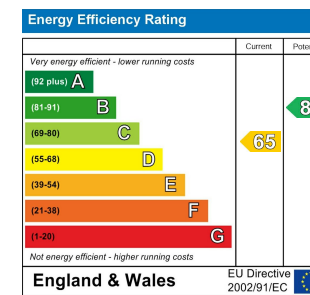 Energy Efficiency Rating
Current
Very energy efficient - lower running costs
(92 plus) A
(81-91) B
(69-80) C
(55-68) D
(39-54) E
(21-38) F
(1-20) G
65
Not energy efficient - higher running costs
England & Wales
EU Directive
2002/91/EC